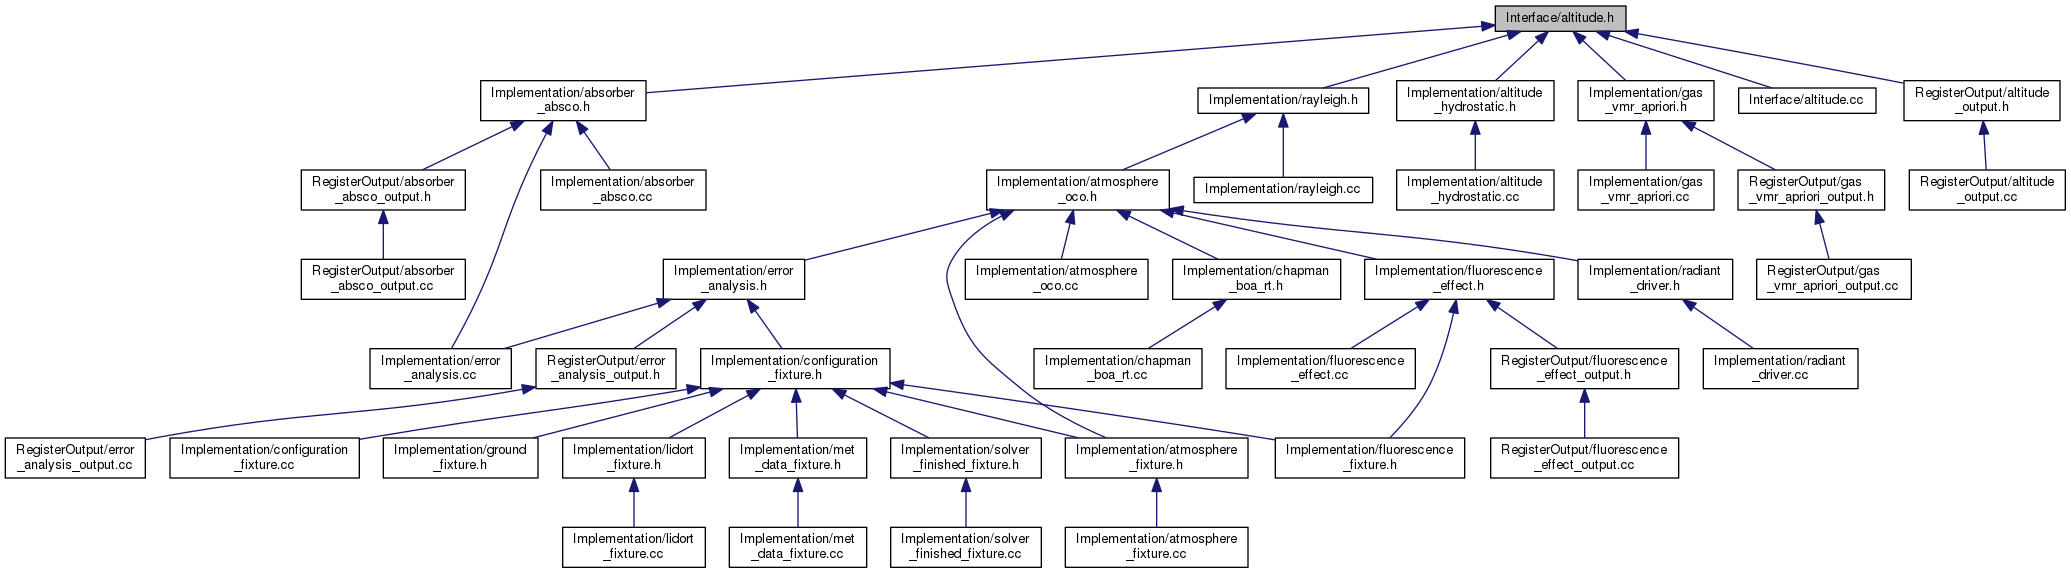 Interface/altitude.h
Implementation/absorber
_absco.h
Implementation/rayleigh.h
Implementation/altitude
_hydrostatic.h
Implementation/gas
_vmr_apriori.h
Interface/altitude.cc
RegisterOutput/altitude
_output.h
RegisterOutput/absorber
_absco_output.h
Implementation/absorber
_absco.cc
Implementation/atmosphere
_oco.h
Implementation/rayleigh.cc
Implementation/altitude
_hydrostatic.cc
Implementation/gas
_vmr_apriori.cc
RegisterOutput/gas
_vmr_apriori_output.h
RegisterOutput/altitude
_output.cc
RegisterOutput/absorber
_absco_output.cc
Implementation/error
_analysis.h
Implementation/atmosphere
_oco.cc
Implementation/chapman
_boa_rt.h
Implementation/fluorescence
_effect.h
Implementation/radiant
_driver.h
RegisterOutput/gas
_vmr_apriori_output.cc
Implementation/error
_analysis.cc
RegisterOutput/error
_analysis_output.h
Implementation/configuration
_fixture.h
Implementation/chapman
_boa_rt.cc
Implementation/fluorescence
_effect.cc
RegisterOutput/fluorescence
_effect_output.h
Implementation/radiant
_driver.cc
RegisterOutput/error
_analysis_output.cc
Implementation/configuration
_fixture.cc
Implementation/ground
_fixture.h
Implementation/lidort
_fixture.h
Implementation/met
_data_fixture.h
Implementation/solver
_finished_fixture.h
Implementation/atmosphere
_fixture.h
Implementation/fluorescence
_fixture.h
RegisterOutput/fluorescence
_effect_output.cc
Implementation/lidort
_fixture.cc
Implementation/met
_data_fixture.cc
Implementation/solver
_finished_fixture.cc
Implementation/atmosphere
_fixture.cc